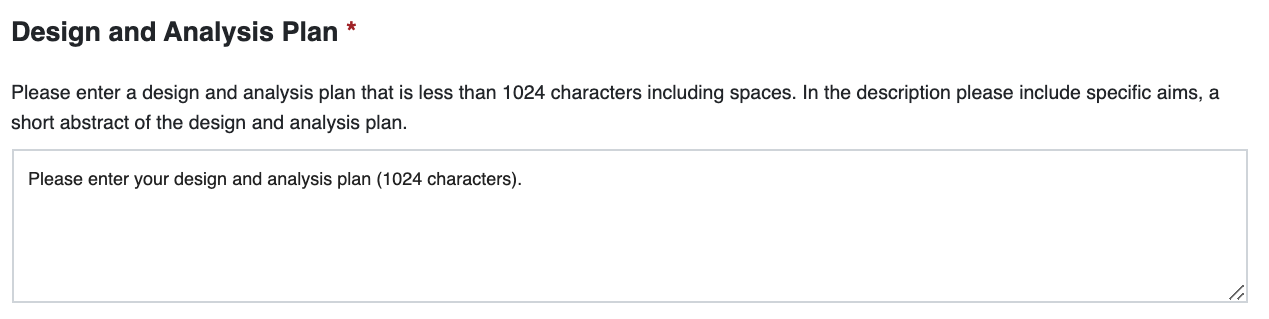 Design and Analysis Plan *
Please enter a design and analysis plan that is less than 1024 characters including spaces. In the description please include specific aims, a
short abstract of the design and analysis plan.
Please enter your design and analysis plan (1024 characters).